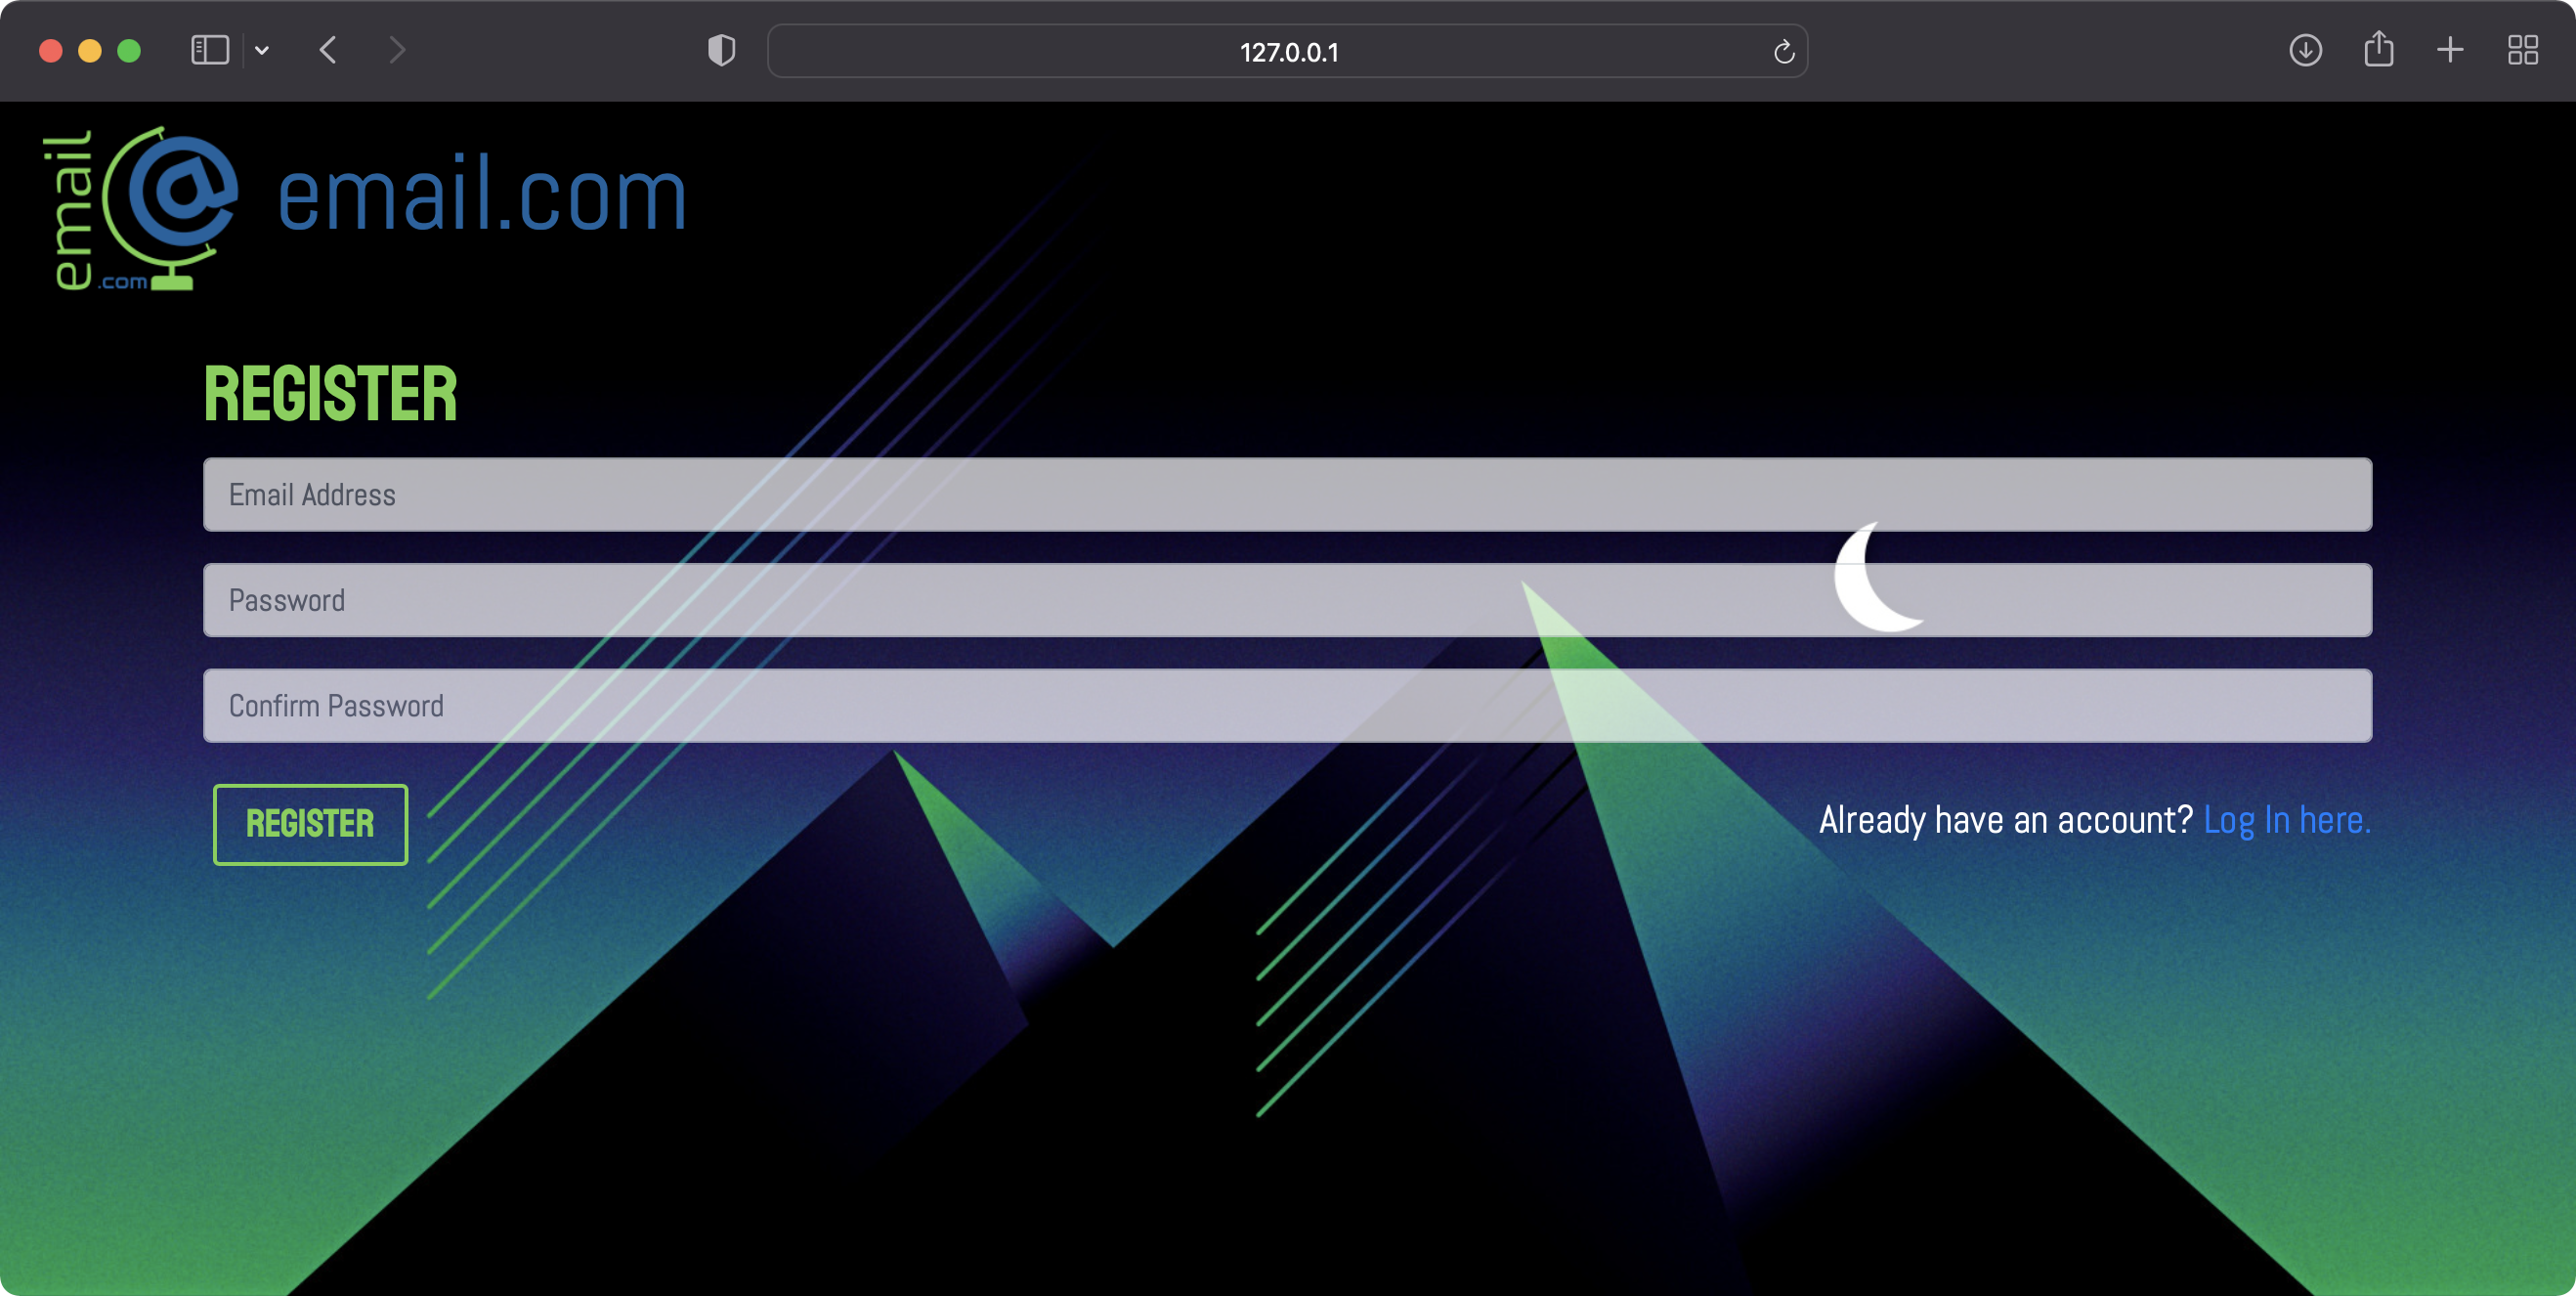 127.0.0.1
email
.com
email.com
REGISTER
Email Address
Password
Confirm Password
REGISTER
Already have an account? Log In here.